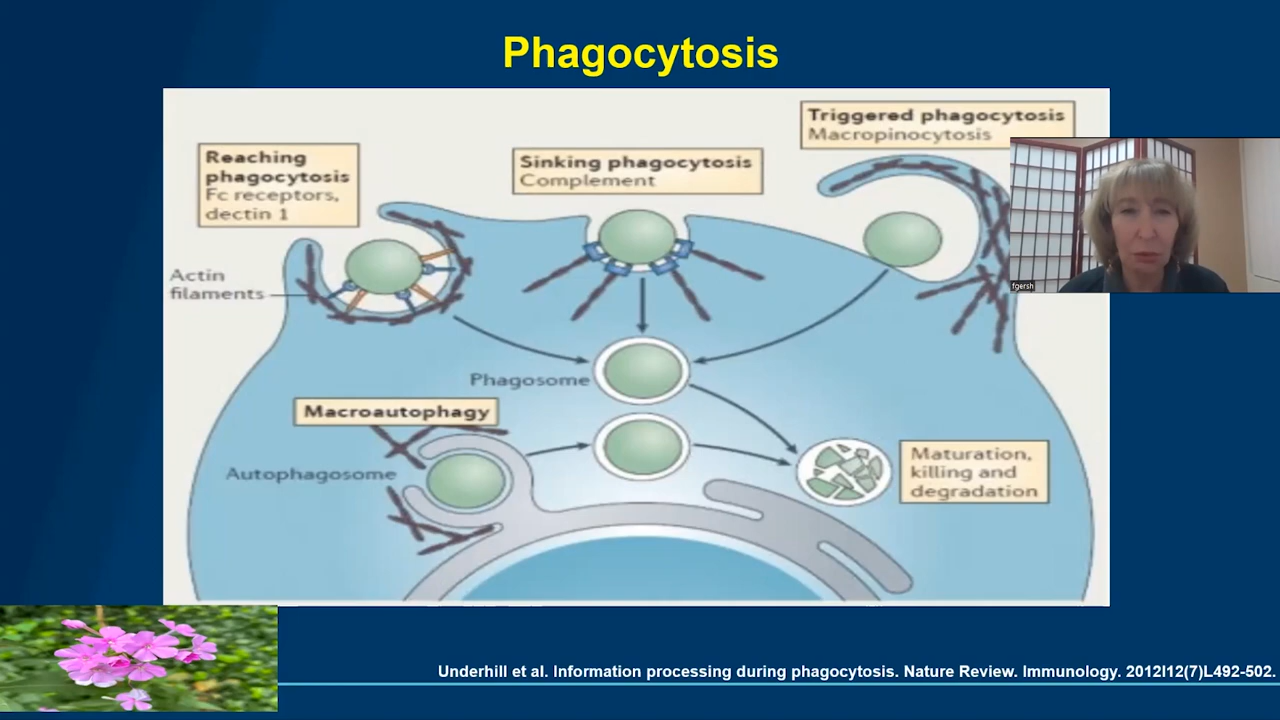 Phagocytosis
Reaching
phagocytosis
Fc receptors,
dectin 1
Sinking phagocytosis
Complement
Triggered phagocytosis
Macropinocytosis
Actin
filaments
fgersh
Phagosome
Macroautophagy
Autophagosome
Maturation,
killing and
degradation
Underhill et al. Information processing during phagocytosis. Nature Review. Immunology. 2012I12(7)L492-502.